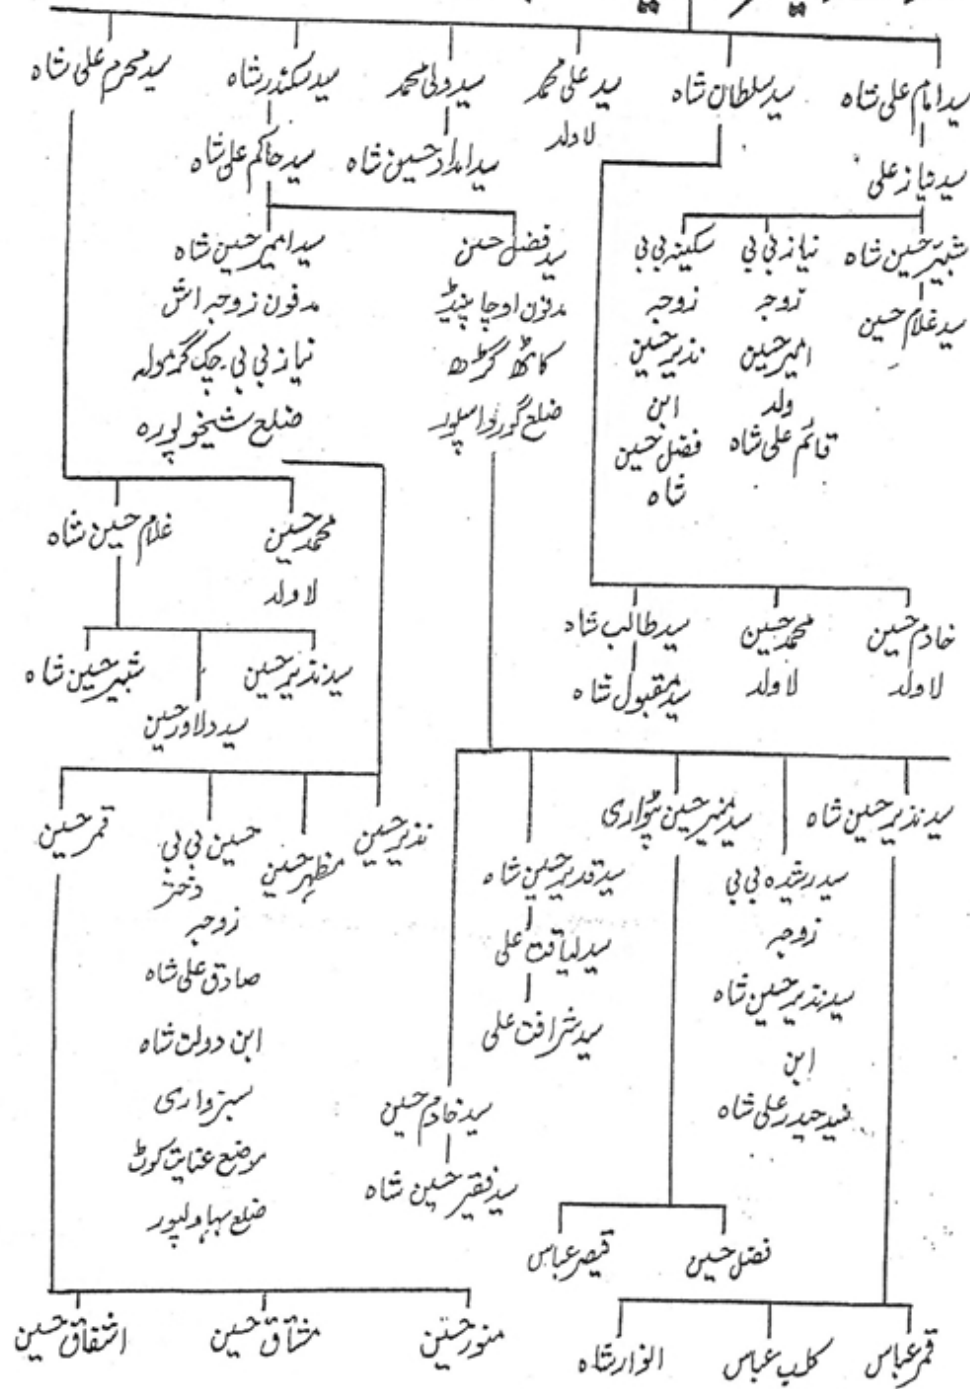 سید امام علی شاہ
سید نیاز علی
شبیر حسین شاہ
سید غلام حسین
نیاز بی بی
زوجہ
امیر حسین
ولد
قائم علی شاہ
سکینہ بی بی
زوجہ
نذیر حسین
ابن
فضل حسین
شاہ
سید سلطان شاہ
خادم حسین
لاولد
محمد حسین
لاولد
سید طالب شاہ
سید مقبول شاہ
سید علی محمد
لاولد
سید ولی محمد
سید امداد حسین شاہ
سید سکندر شاہ
سید حاکم علی شاہ
سید فضل حسن
مدفون اوچا پنڈ
کاٹھ گڑھ
ضلع گورداسپور
سید امیر حسین شاہ
مدفون زوجہ اش
نیاز بی بی چک گرمولہ
ضلع شیخوپورہ
سید محرم علی شاہ
محمد حسین
لاولد
غلام حسین شاہ
سید نذیر حسین
سید دلاور حسین
شبیر حسین شاہ
سید نذیر حسین شاہ
سید رشیدہ بی بی
زوجہ
سید نذیر حسین شاہ
ابن
سید حیدر علی شاہ
سید منیر حسین پٹواری
سید قدیر حسین شاہ
سید لیاقت علی
سید شرافت علی
سید خادم حسین
سید فقیر حسین شاہ
فضل حسین
قیصر عباس
قمر عباس
کلب عباس
انوار شاہ
نذیر حسین
مظہر حسین
حسین بی بی
دختر
زوجہ
صادق علی شاہ
ابن دولت شاہ
سبزواری
موضع عنایت کوٹ
ضلع بہاولپور
قمر حسین
منور حسین
مشتاق حسین
اشفاق حسین